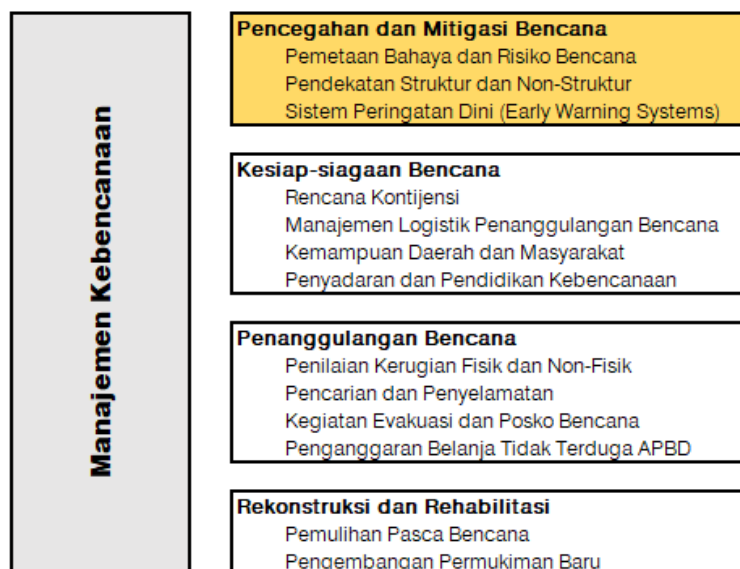 Manajemen Kebencanaan
Pencegahan dan Mitigasi Bencana
Pemetaan Bahaya dan Risiko Bencana
Pendekatan Struktur dan Non-Struktur
Sistem Peringatan Dini (Early Warning Systems)
Kesiap-siagaan Bencana
Rencana Kontijensi
Manajemen Logistik Penanggulangan Bencana
Kemampuan Daerah dan Masyarakat
Penyadaran dan Pendidikan Kebencanaan
Penanggulangan Bencana
Penilaian Kerugian Fisik dan Non-Fisik
Pencarian dan Penyelamatan
Kegiatan Evakuasi dan Posko Bencana
Penganggaran Belanja Tidak Terduga APBD
Rekonstruksi dan Rehabilitasi
Pemulihan Pasca Bencana
Pengembangan Permukiman Baru